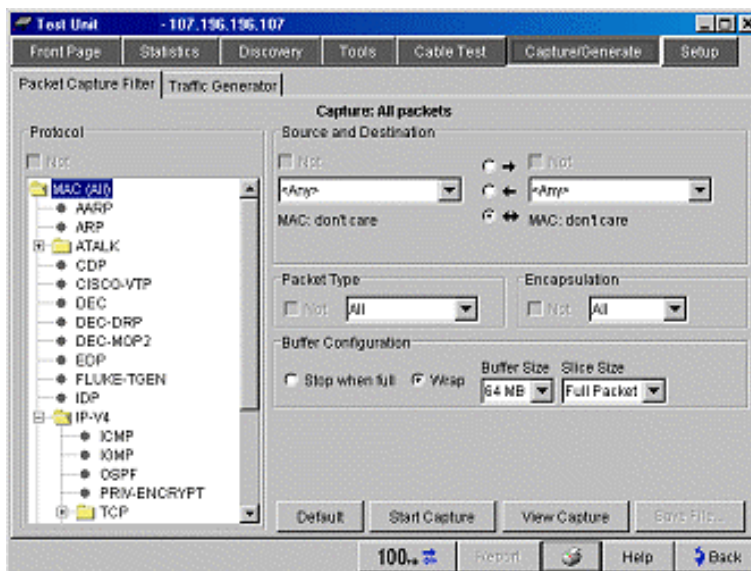 Test Unit - 107.196.196.107
Front Page Statistics Discovery Tools Cable Test Capture/Generate Setup
Packet Capture Filter Traffic Generator
Capture: All packets
Protocol
Not
MAC (All)
AARP
ARP
ATALK
CDP
CISCO-VTP
DEC
DEC-DRP
DEC-MOP2
EDP
FLUKE-TGEN
IDP
IP-V4
ICMP
IGMP
OSPF
PRIV-ENCRYPT
TCP
Source and Destination
Not Not
<Any> <Any>
MAC: don't care MAC: don't care
Packet Type
Not All
Encapsulation
Not All
Buffer Configuration
Buffer Size Slice Size
Stop when full Wrap 64 MB Full Packet
Default Start Capture View Capture Save File...
100 Report Help Back